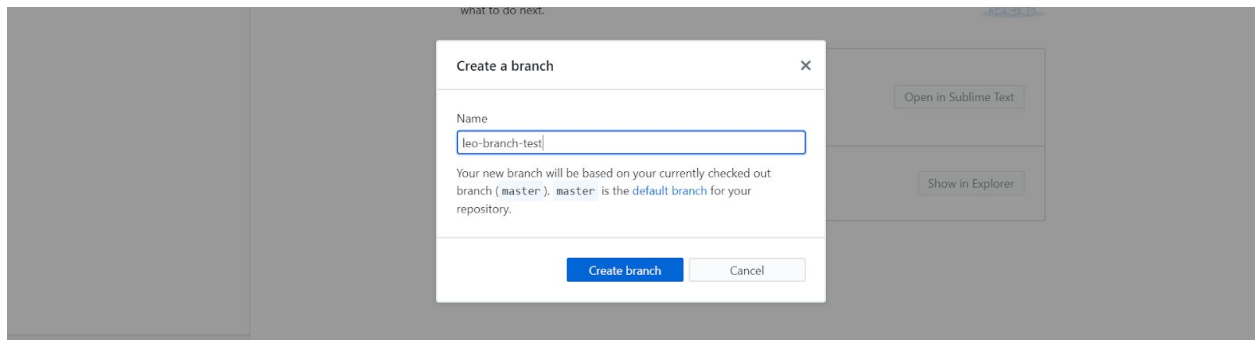 what to do next.
Create a branch
Open in Sublime Text
Name
leo-branch-test
Your new branch will be based on your currently checked out
branch (master). master is the default branch for your
repository.
Show in Explorer
Create branch
Cancel